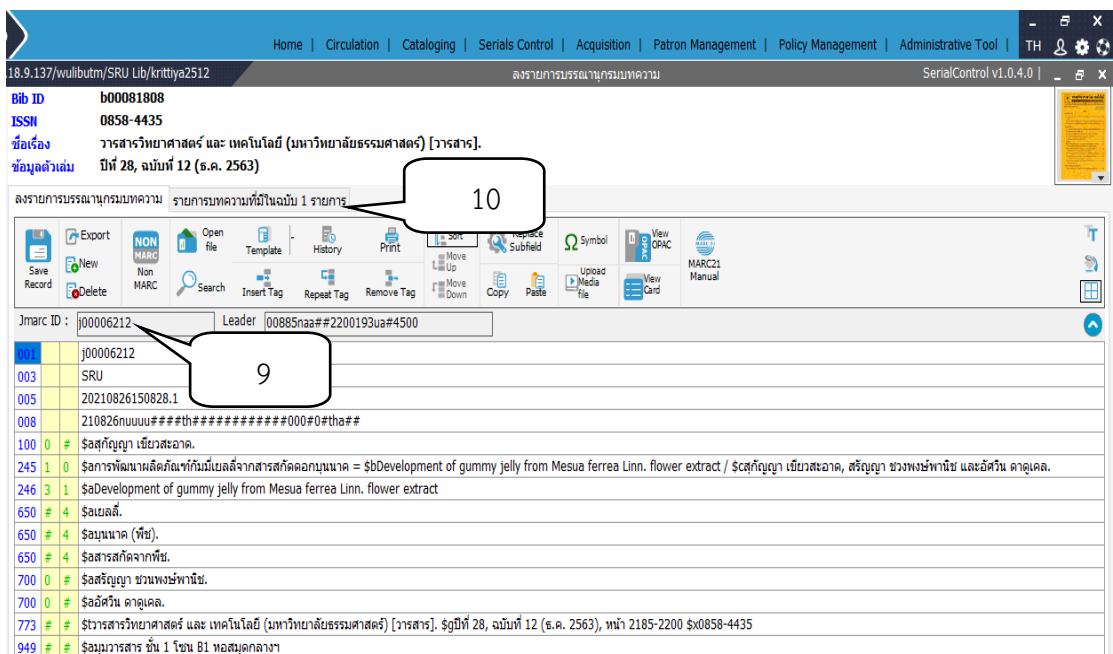 Home | Circulation | Cataloging | Serials Control | Acquisition | Patron Management | Policy Management | Administrative Tool | TH
.18.9.137/wulibutm/SRU Lib/krittiya2512 ลงรายการบรรณานุกรมบทความ SerialControl v1.0.4.0 |
Bib ID b00081808
ISSN 0858-4435
ชื่อเรื่อง วารสารวิทยาศาสตร์ และ เทคโนโลยี (มหาวิทยาลัยธรรมศาสตร์) [วารสาร].
ข้อมูลตัวเล่ม ปีที่ 28, ฉบับที่ 12 (ธ.ค. 2563)
ลงรายการบรรณานุกรมบทความ รายการบทความที่มีในฉบับ 1 รายการ
10
Save Record
Export
New
Delete
NON MARC
Non MARC
Open file
Search
Template
Insert Tag
History
Repeat Tag
Print
Remove Tag
Sort
Move Up
Move Down
Replace Subfield
Copy
Paste
Ω Symbol
Upload Media file
View OPAC
View Card
MARC21 Manual
Jmarc ID : j00006212 Leader 00885naa##2200193ua#4500
9
001 j00006212
003 SRU
005 20210826150828.1
008 210826nuuuu####th############000#0#tha##
100 0 # $aสุกัญญา เขียวสะอาด.
245 1 0 $aการพัฒนาผลิตภัณฑ์กัมมี่เยลลี่จากสารสกัดดอกบุนนาค = $bDevelopment of gummy jelly from Mesua ferrea Linn. flower extract / $cสุกัญญา เขียวสะอาด, สรัญญา ชวงพงษ์พานิช และอัศวิน ดาดูเคล.
246 3 1 $aDevelopment of gummy jelly from Mesua ferrea Linn. flower extract
650 # 4 $aเยลลี่.
650 # 4 $aบุนนาค (พืช).
650 # 4 $aสารสกัดจากพืช.
700 0 # $aสรัญญา ชวนพงษ์พานิช.
700 0 # $aอัศวิน ดาดูเคล.
773 # # $tวารสารวิทยาศาสตร์ และ เทคโนโลยี (มหาวิทยาลัยธรรมศาสตร์) [วารสาร]. $gปีที่ 28, ฉบับที่ 12 (ธ.ค. 2563), หน้า 2185-2200 $x0858-4435
949 # # $aมุมวารสาร ชั้น 1 โซน B1 หอสมุดกลางฯ